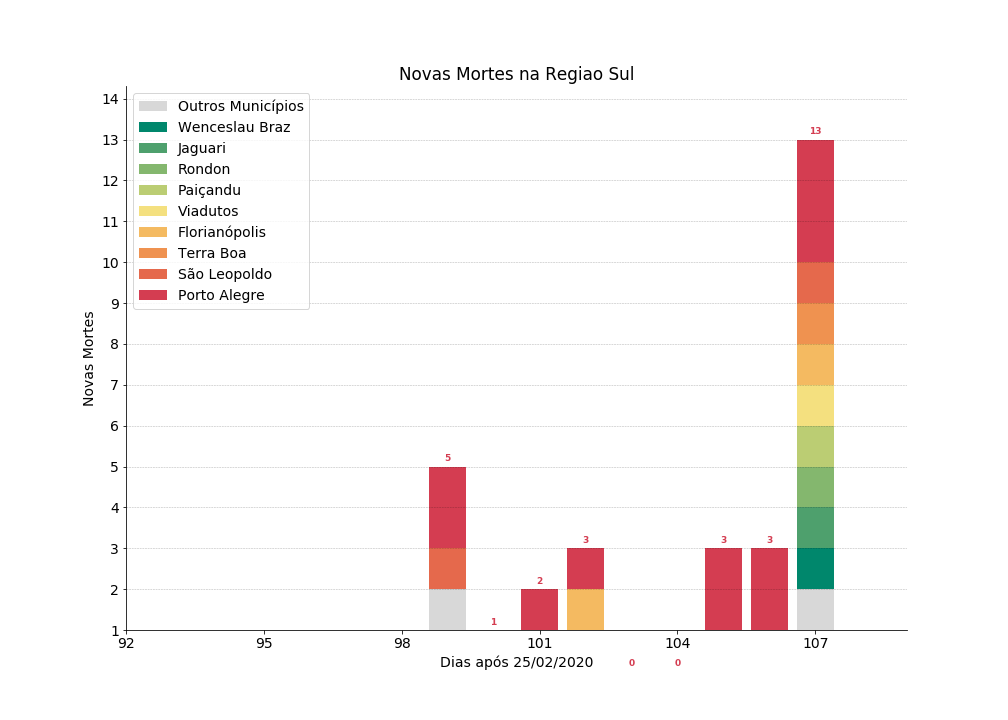 Novas Mortes na Regiao Sul
Outros Municípios
Wenceslau Braz
Jaguari
Rondon
Paiçandu
Viadutos
Florianópolis
Terra Boa
São Leopoldo
Porto Alegre
Novas Mortes
14
13
12
11
10
9
8
7
6
5
4
3
2
1
5
1
2
3
0
0
3
3
13
92 95 98 101 104 107
Dias após 25/02/2020